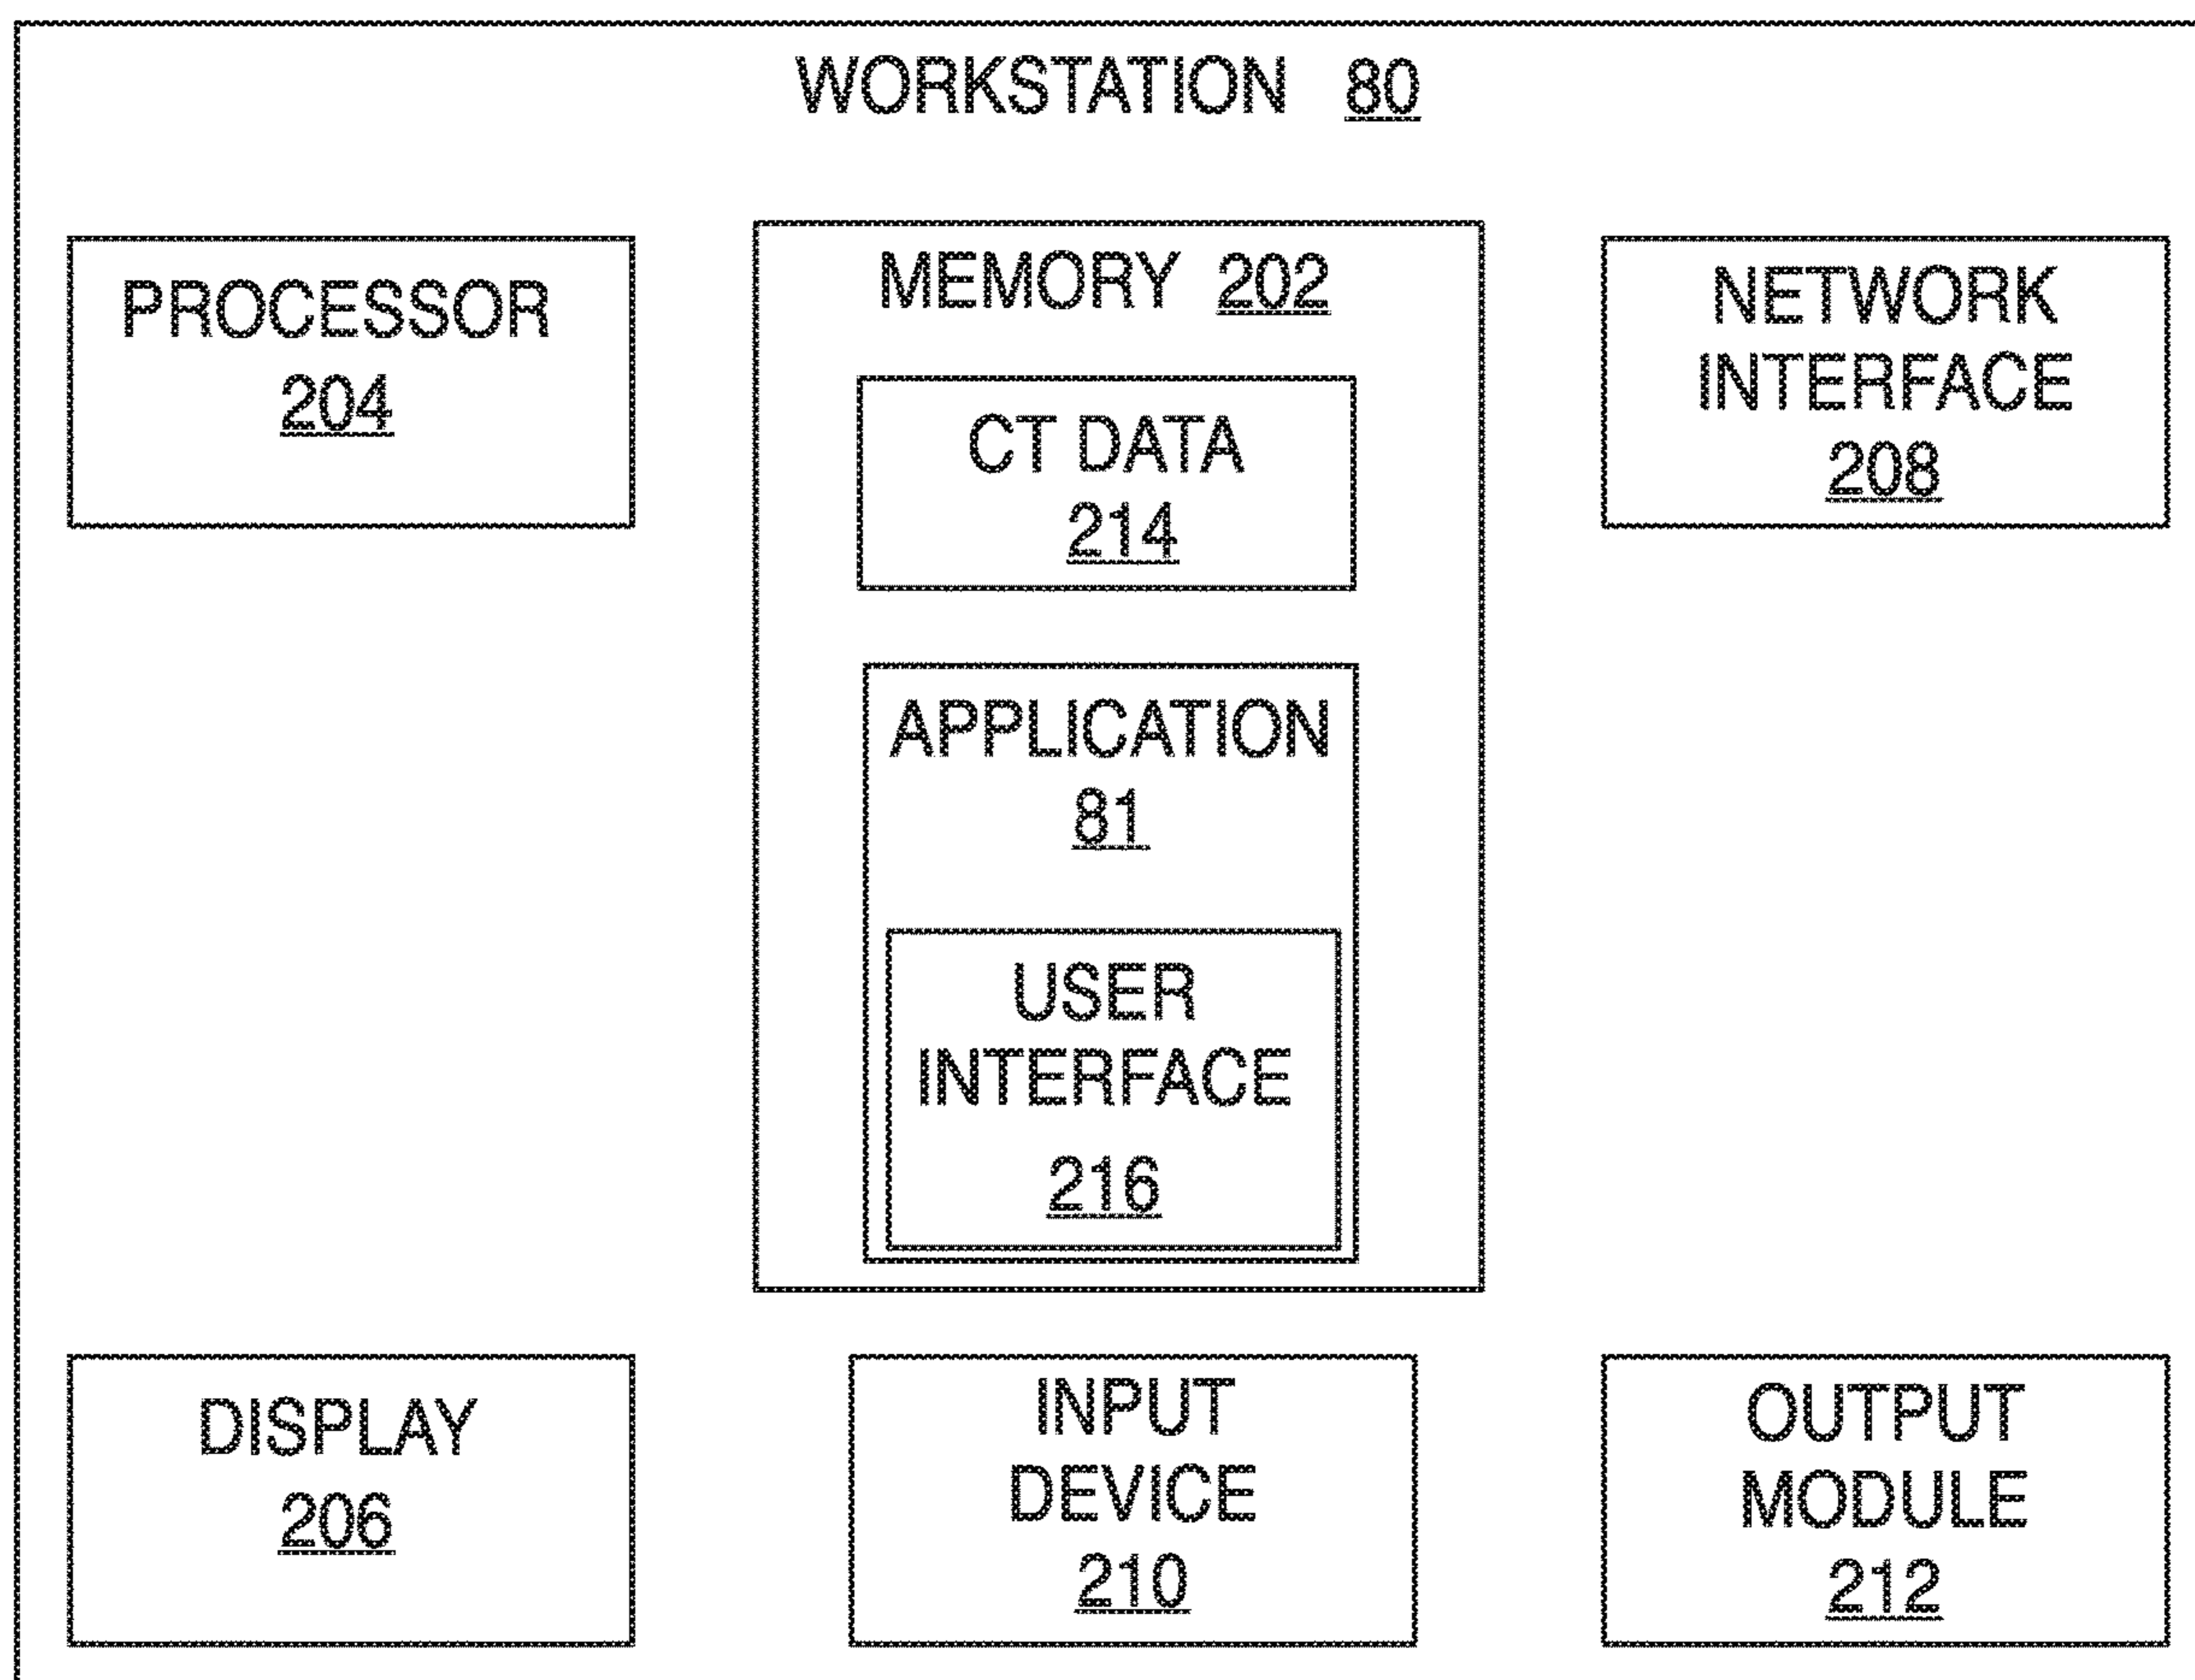 WORKSTATION 80
PROCESSOR
204
MEMORY 202
CT DATA
214
APPLICATION
81
USER
INTERFACE
216
NETWORK
INTERFACE
208
DISPLAY
206
INPUT
DEVICE
210
OUTPUT
MODULE
212